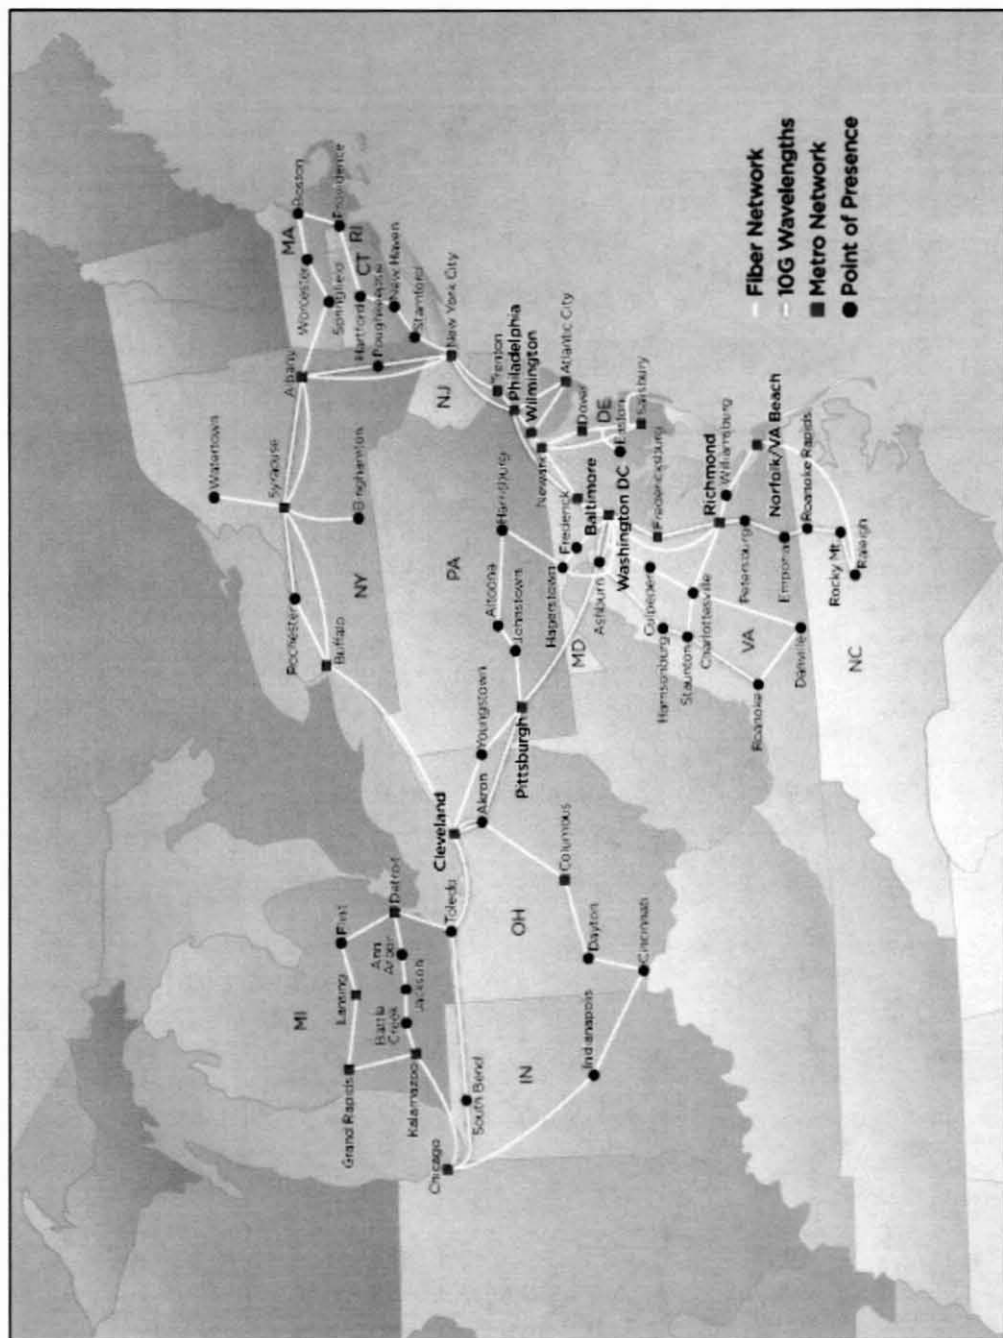 Watertown
Syracuse
Albany
Worcester
Boston
MA
Springfield
Providence
RI
Hartford
CT
Poughkeepsie
New Haven
Stamford
New York City
Rochester
Buffalo
Binghamton
NY
NJ
PA
Trenton
Philadelphia
Wilmington
Atlantic City
Newark
Dover
DE
Easton
Salisbury
Harrisburg
Altoona
Johnstown
Youngstown
Akron
Pittsburgh
Cleveland
Hagerstown
Frederick
Baltimore
MD
Ashburn
Washington DC
Fredericksburg
Culpeper
Harrisonburg
Staunton
Charlottesville
Richmond
Williamsburg
VA
Petersburg
Norfolk/VA Beach
Emporia
Roanoke Rapids
Roanoke
Danville
Rocky Mt.
Raleigh
NC
MI
Flint
Detroit
Lansing
Ann
Arbor
Jackson
Battle
Creek
Grand Rapids
Kalamazoo
Toledo
Chicago
South Bend
IN
OH
Columbus
Dayton
Cincinnati
Indianapolis
Fiber Network
10G Wavelengths
Metro Network
Point of Presence